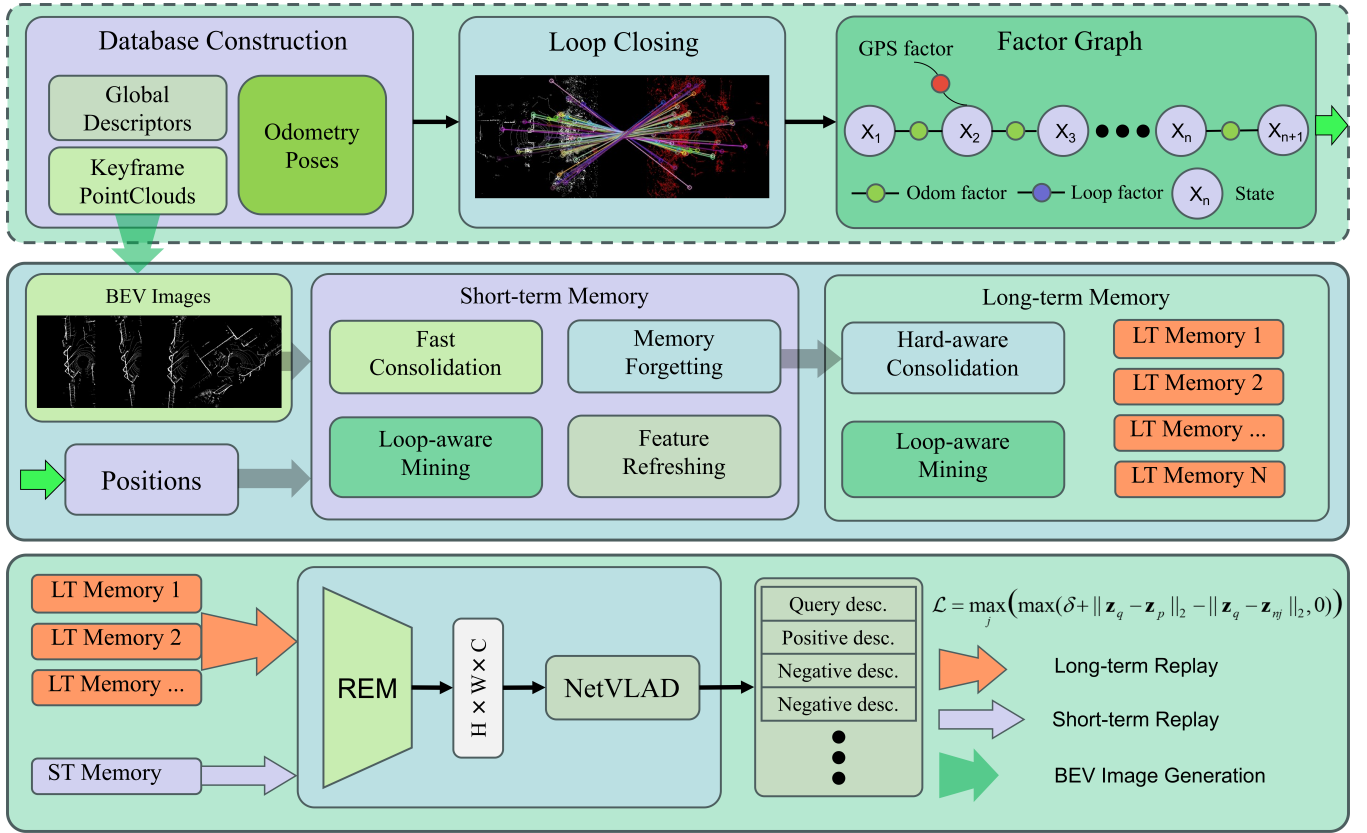 Database Construction
Global
Descriptors
Keyframe
PointClouds
Odometry
Poses
Loop Closing
Factor Graph
GPS factor
X1
X2
X3
Xn
Xn+1
Odom factor
Loop factor
Xn
State
BEV Images
Positions
Short-term Memory
Fast
Consolidation
Memory
Forgetting
Loop-aware
Mining
Feature
Refreshing
Long-term Memory
Hard-aware
Consolidation
Loop-aware
Mining
LT Memory 1
LT Memory 2
LT Memory ...
LT Memory N
LT Memory 1
LT Memory 2
LT Memory ...
ST Memory
REM
H × W × C
NetVLAD
Query desc.
Positive desc.
Negative desc.
Negative desc.
ℒ = max_j (max(δ + || z_q − z_p ||_2 − || z_q − z_nj ||_2, 0))
Long-term Replay
Short-term Replay
BEV Image Generation